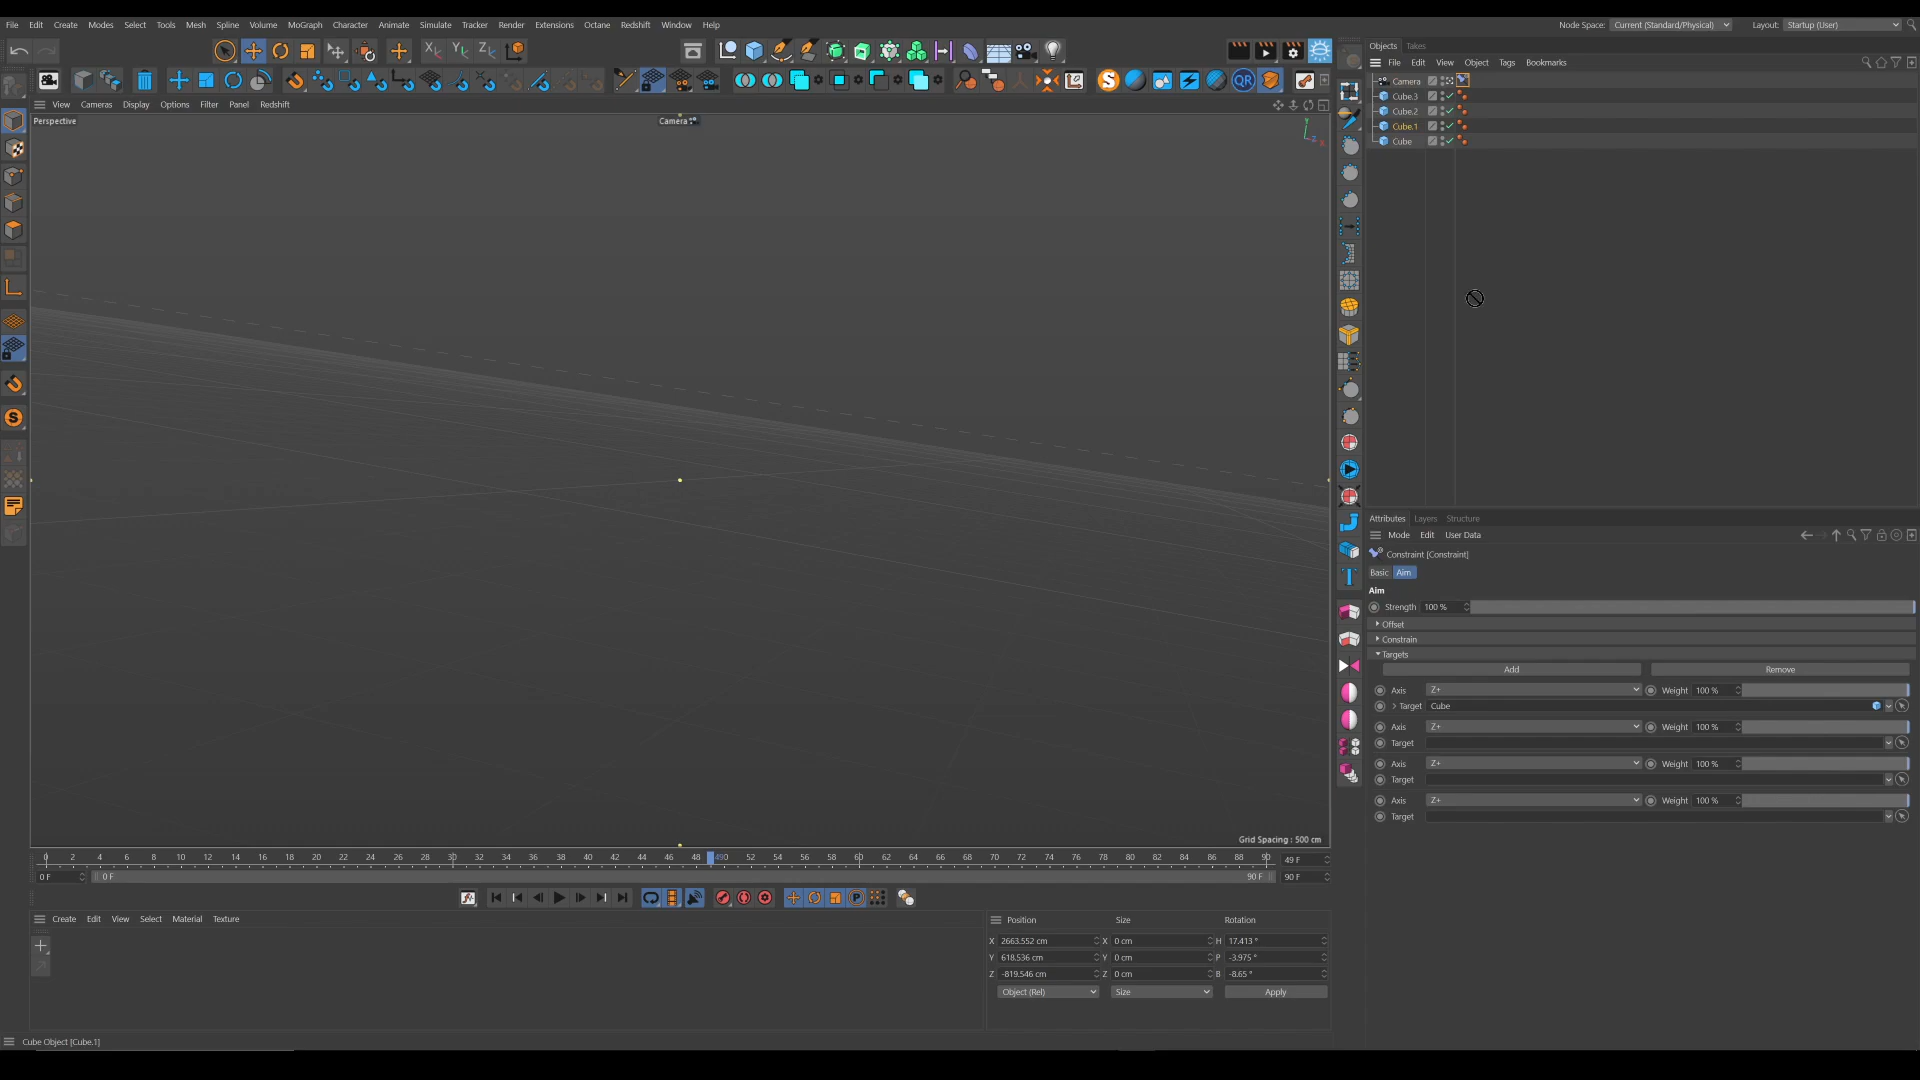 File Edit Create Modes Select Tools Mesh Spline Volume MoGraph Character Animate Simulate Tracker Render Extensions Octane Redshift Window Help
Node Space: Current (Standard/Physical) Layout: Startup (User)
X Y Z
Objects Takes
File Edit View Object Tags Bookmarks
S QR
Camera
Cube.3
Cube.2
Cube.1
Cube
View Cameras Display Options Filter Panel Redshift
Perspective
Camera
Y
Grid Spacing : 500 cm
Attributes Layers Structure
Mode Edit User Data
Constraint [Constraint]
Basic Aim
Aim
Strength 100 %
Offset
Constrain
Targets
Add Remove
Axis Z+ Weight 100 %
Target Cube
Axis Z+ Weight 100 %
Target
Axis Z+ Weight 100 %
Target
Axis Z+ Weight 100 %
Target
0 2 4 6 8 10 12 14 16 18 20 22 24 26 28 30 32 34 36 38 40 42 44 46 48 490 52 54 56 58 60 62 64 66 68 70 72 74 76 78 80 82 84 86 88 90 49 F
0 F 0 F 90 F 90 F
Create Edit View Select Material Texture
Position Size Rotation
X 2663.552 cm X 0 cm H 17.413 °
Y 618.536 cm Y 0 cm P -3.975 °
Z -819.546 cm Z 0 cm B -8.65 °
Object (Rel) Size Apply
Cube Object [Cube.1]